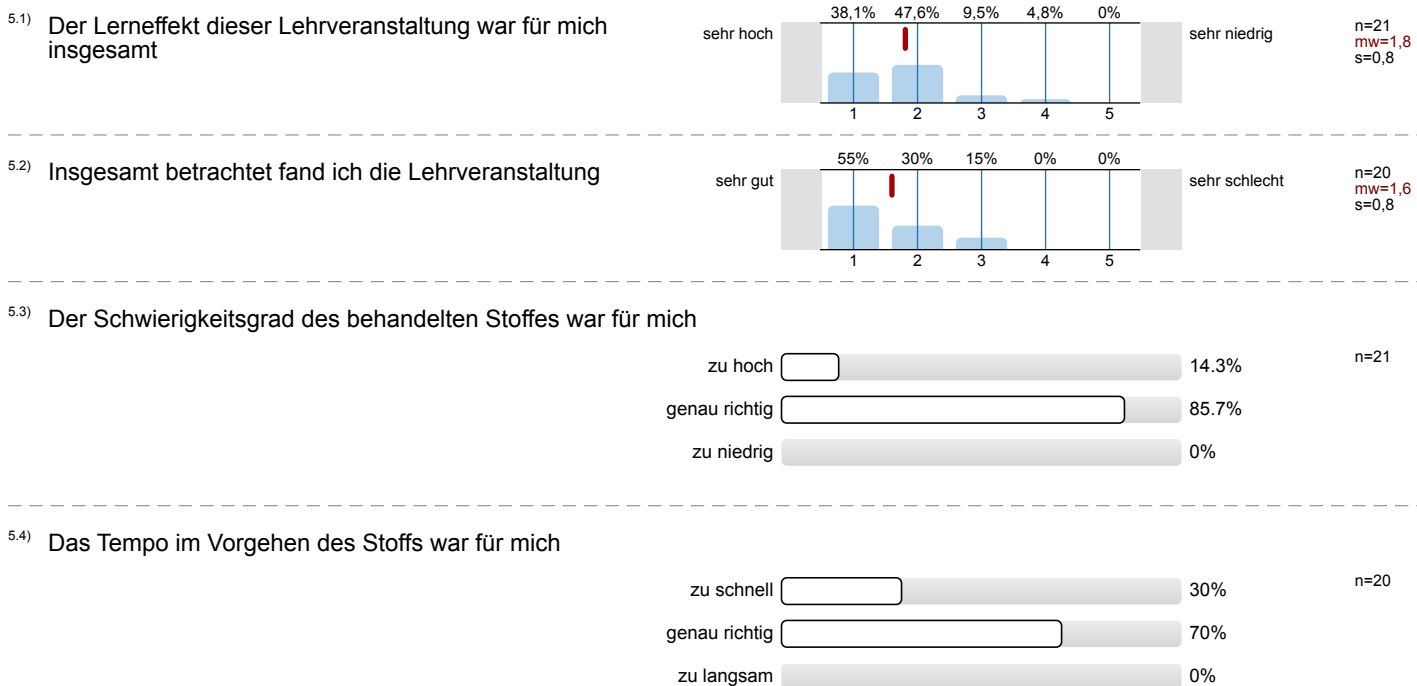 5.1) Der Lerneffekt dieser Lehrveranstaltung war für mich
insgesamt
38,1% 47,6% 9,5% 4,8% 0%
sehr hoch
sehr niedrig
1 2 3 4 5
n=21
mw=1,8
s=0,8
5.2) Insgesamt betrachtet fand ich die Lehrveranstaltung
55% 30% 15% 0% 0%
sehr gut
sehr schlecht
1 2 3 4 5
n=20
mw=1,6
s=0,8
5.3) Der Schwierigkeitsgrad des behandelten Stoffes war für mich
zu hoch 14.3% n=21
genau richtig 85.7%
zu niedrig 0%
5.4) Das Tempo im Vorgehen des Stoffs war für mich
zu schnell 30% n=20
genau richtig 70%
zu langsam 0%